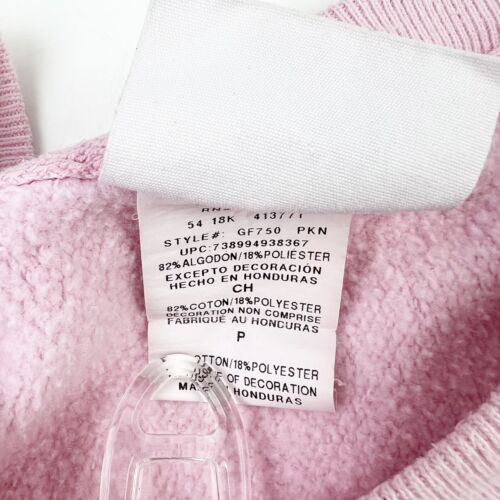 54 18K 413771
STYLE#: GF750 PKN
UPC:738994938367
82%ALGODON/18%POLIESTER
EXCEPTO DECORACIÓN
HECHO EN HONDURAS
CH
82%COTON/18%POLYESTER
DÉCORATION NON COMPRISE
FABRIQUÉ AU HONDURAS
P
COTTON/18%POLYESTER
OF DECORATION
HONDURAS